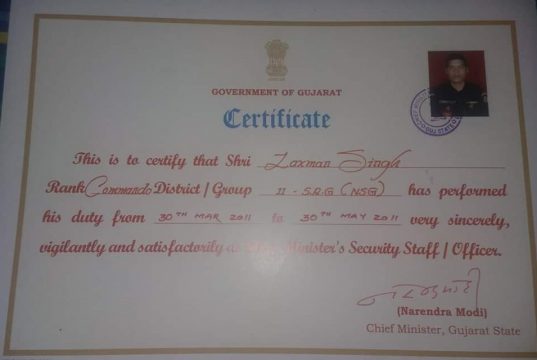 GOVERNMENT OF GUJARAT
Certificate
This is to certify that Shri Laxman Singh
Rank Commando District / Group 11 - S.R.G (NSG) has performed
his duty from 30TH MAR 2011 to 30TH MAY 2011 very sincerely,
vigilantly and satisfactorily as Minister's Security Staff / Officer.
(Narendra Modi)
Chief Minister, Gujarat State